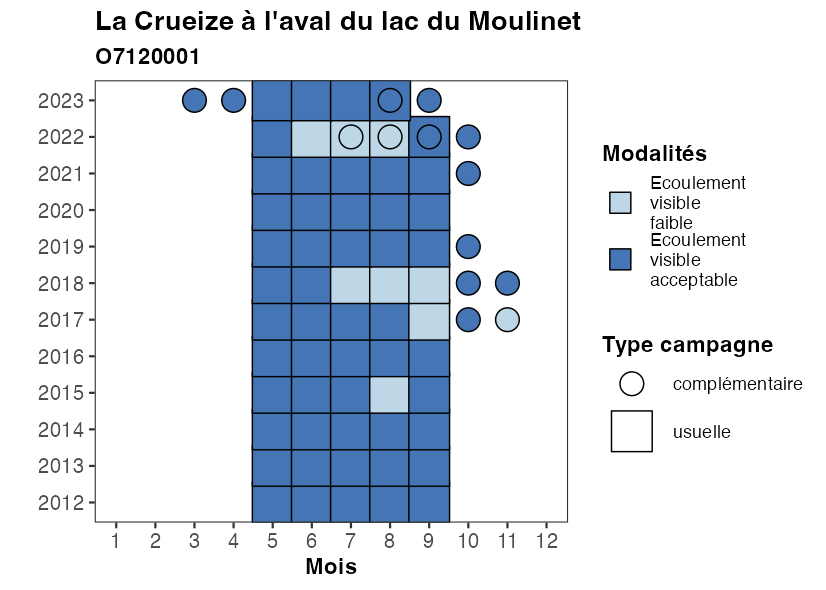 La Crueize à l'aval du lac du Moulinet
O7120001
2023
2022
2021
2020
2019
2018
2017
2016
2015
2014
2013
2012
1 2 3 4 5 6 7 8 9 10 11 12
Mois
Modalités
Ecoulement
visible
faible
Ecoulement
visible
acceptable
Type campagne
complémentaire
usuelle